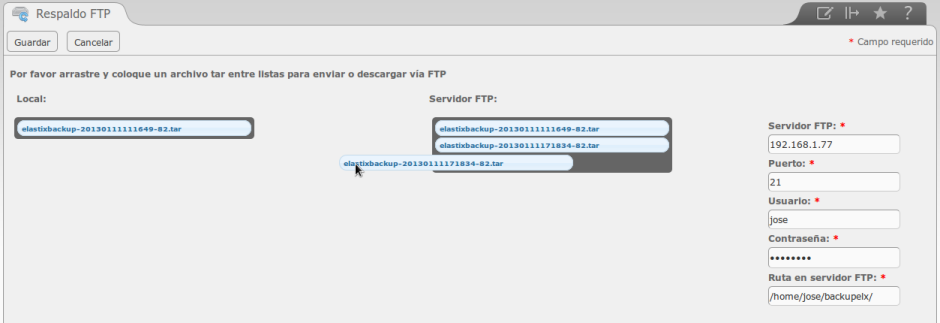 Respaldo FTP
?
Guardar
Cancelar
* Campo requerido
Por favor arrastre y coloque un archivo tar entre listas para enviar o descargar vía FTP
Local:
elastixbackup-20130111111649-82.tar
Servidor FTP:
elastixbackup-20130111111649-82.tar
elastixbackup-20130111171834-82.tar
elastixbackup-20130111171834-82.tar
Servidor FTP: *
192.168.1.77
Puerto: *
21
Usuario: *
jose
Contraseña: *
••••••••
Ruta en servidor FTP: *
/home/jose/backupelx/